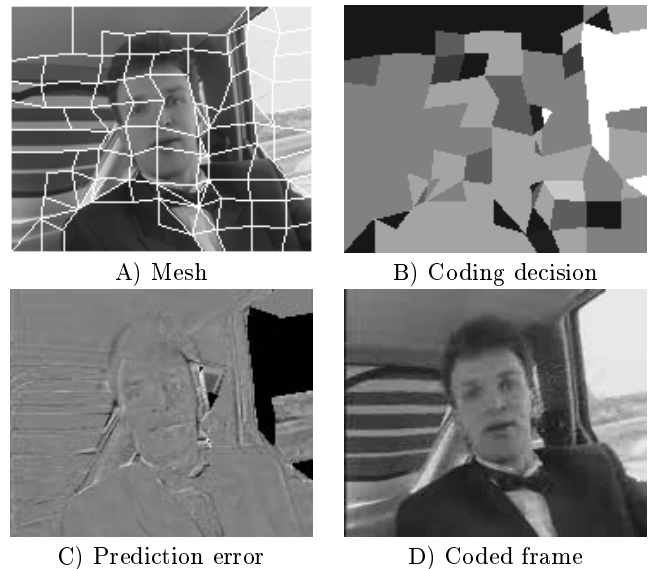 A) Mesh
B) Coding decision
C) Prediction error
D) Coded frame